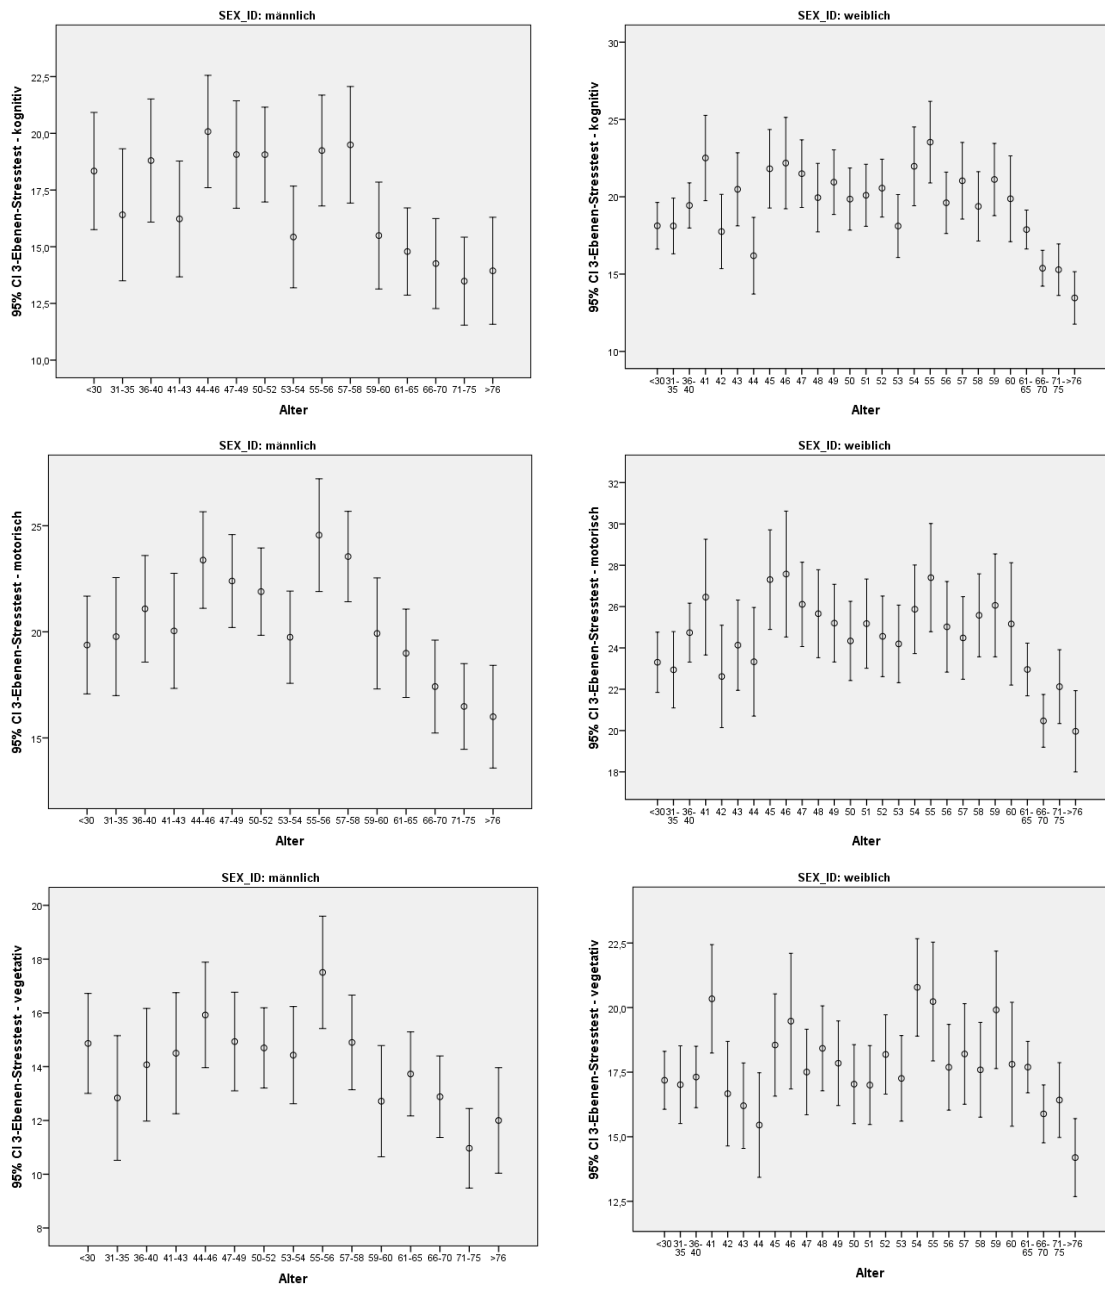 SEX_ID: männlich
95% CI 3-Ebenen-Stresstest - kognitiv
22,5
20,0
17,5
15,0
12,5
10,0
<30 31-35 36-40 41-43 44-46 47-49 50-52 53-54 55-56 57-58 59-60 61-65 66-70 71-75 >76
Alter
SEX_ID: weiblich
95% CI 3-Ebenen-Stresstest - kognitiv
30
25
20
15
10
<30 31-35 36-40 41 42 43 44 45 46 47 48 49 50 51 52 53 54 55 56 57 58 59 60 61-65 66-70 71-75 >76
Alter
SEX_ID: männlich
95% CI 3-Ebenen-Stresstest - motorisch
25
20
15
<30 31-35 36-40 41-43 44-46 47-49 50-52 53-54 55-56 57-58 59-60 61-65 66-70 71-75 >76
Alter
SEX_ID: weiblich
95% CI 3-Ebenen-Stresstest - motorisch
32
30
28
26
24
22
20
18
<30 31-35 36-40 41 42 43 44 45 46 47 48 49 50 51 52 53 54 55 56 57 58 59 60 61-65 66-70 71-75 >76
Alter
SEX_ID: männlich
95% CI 3-Ebenen-Stresstest - vegetativ
20
18
16
14
12
10
8
<30 31-35 36-40 41-43 44-46 47-49 50-52 53-54 55-56 57-58 59-60 61-65 66-70 71-75 >76
Alter
SEX_ID: weiblich
95% CI 3-Ebenen-Stresstest - vegetativ
22,5
20,0
17,5
15,0
12,5
<30 31-35 36-40 41 42 43 44 45 46 47 48 49 50 51 52 53 54 55 56 57 58 59 60 61-65 66-70 71-75 >76
Alter